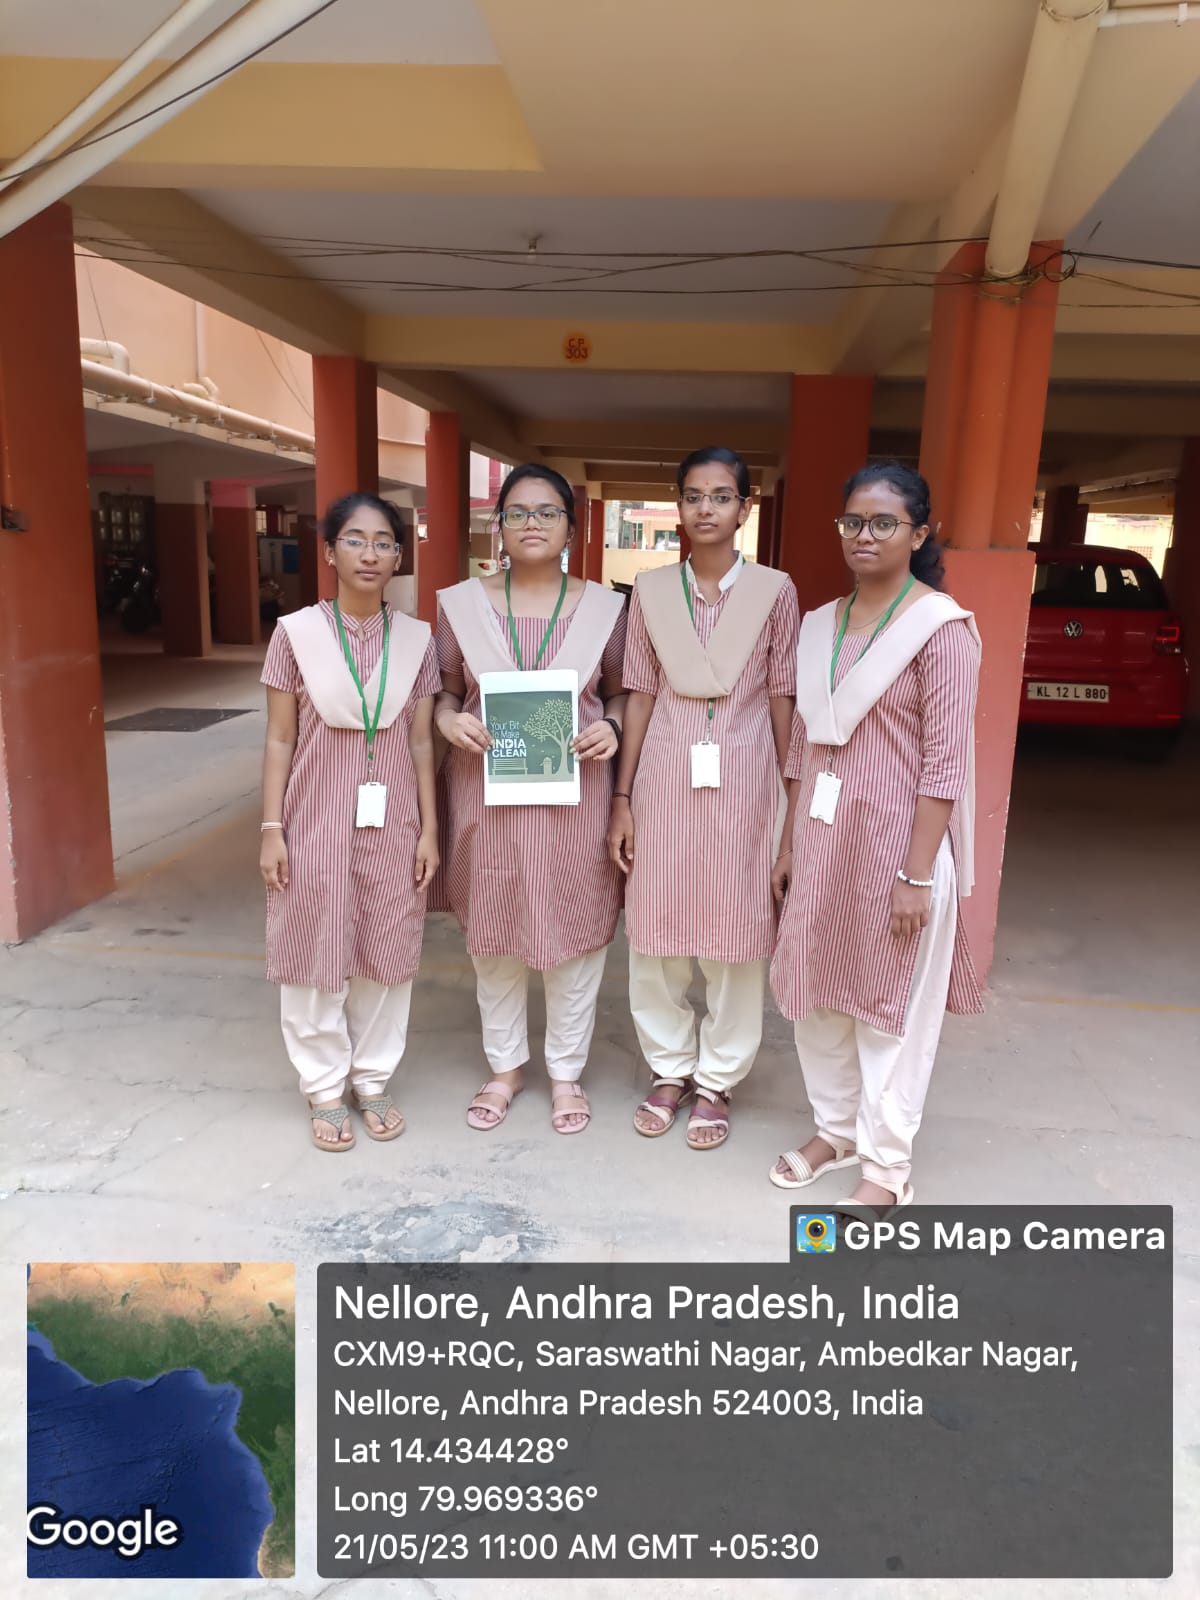 C.P
303
Do
Your Bit
To Make
INDIA
CLEAN
KL 12 L 880
GPS Map Camera
Nellore, Andhra Pradesh, India
CXM9+RQC, Saraswathi Nagar, Ambedkar Nagar,
Nellore, Andhra Pradesh 524003, India
Lat 14.434428°
Long 79.969336°
21/05/23 11:00 AM GMT +05:30
Google